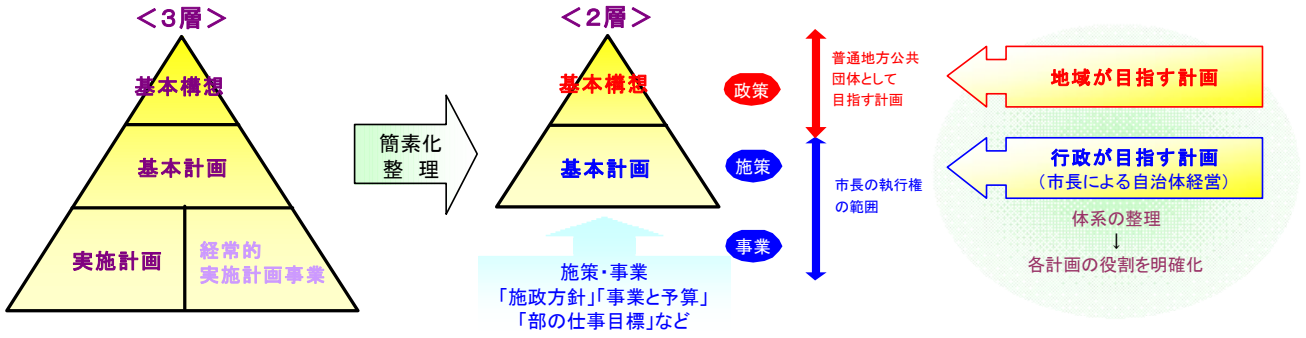 ＜３層＞
基本構想
基本計画
実施計画
経常的
実施計画事業
簡素化
整 理
＜２層＞
基本構想
基本計画
施策・事業
「施政方針」「事業と予算」
「部の仕事目標」など
政策
施策
事業
普通地方公共
団体として
目指す計画
市長の執行権
の範囲
地域が目指す計画
行政が目指す計画
（市長による自治体経営）
体系の整理
↓
各計画の役割を明確化